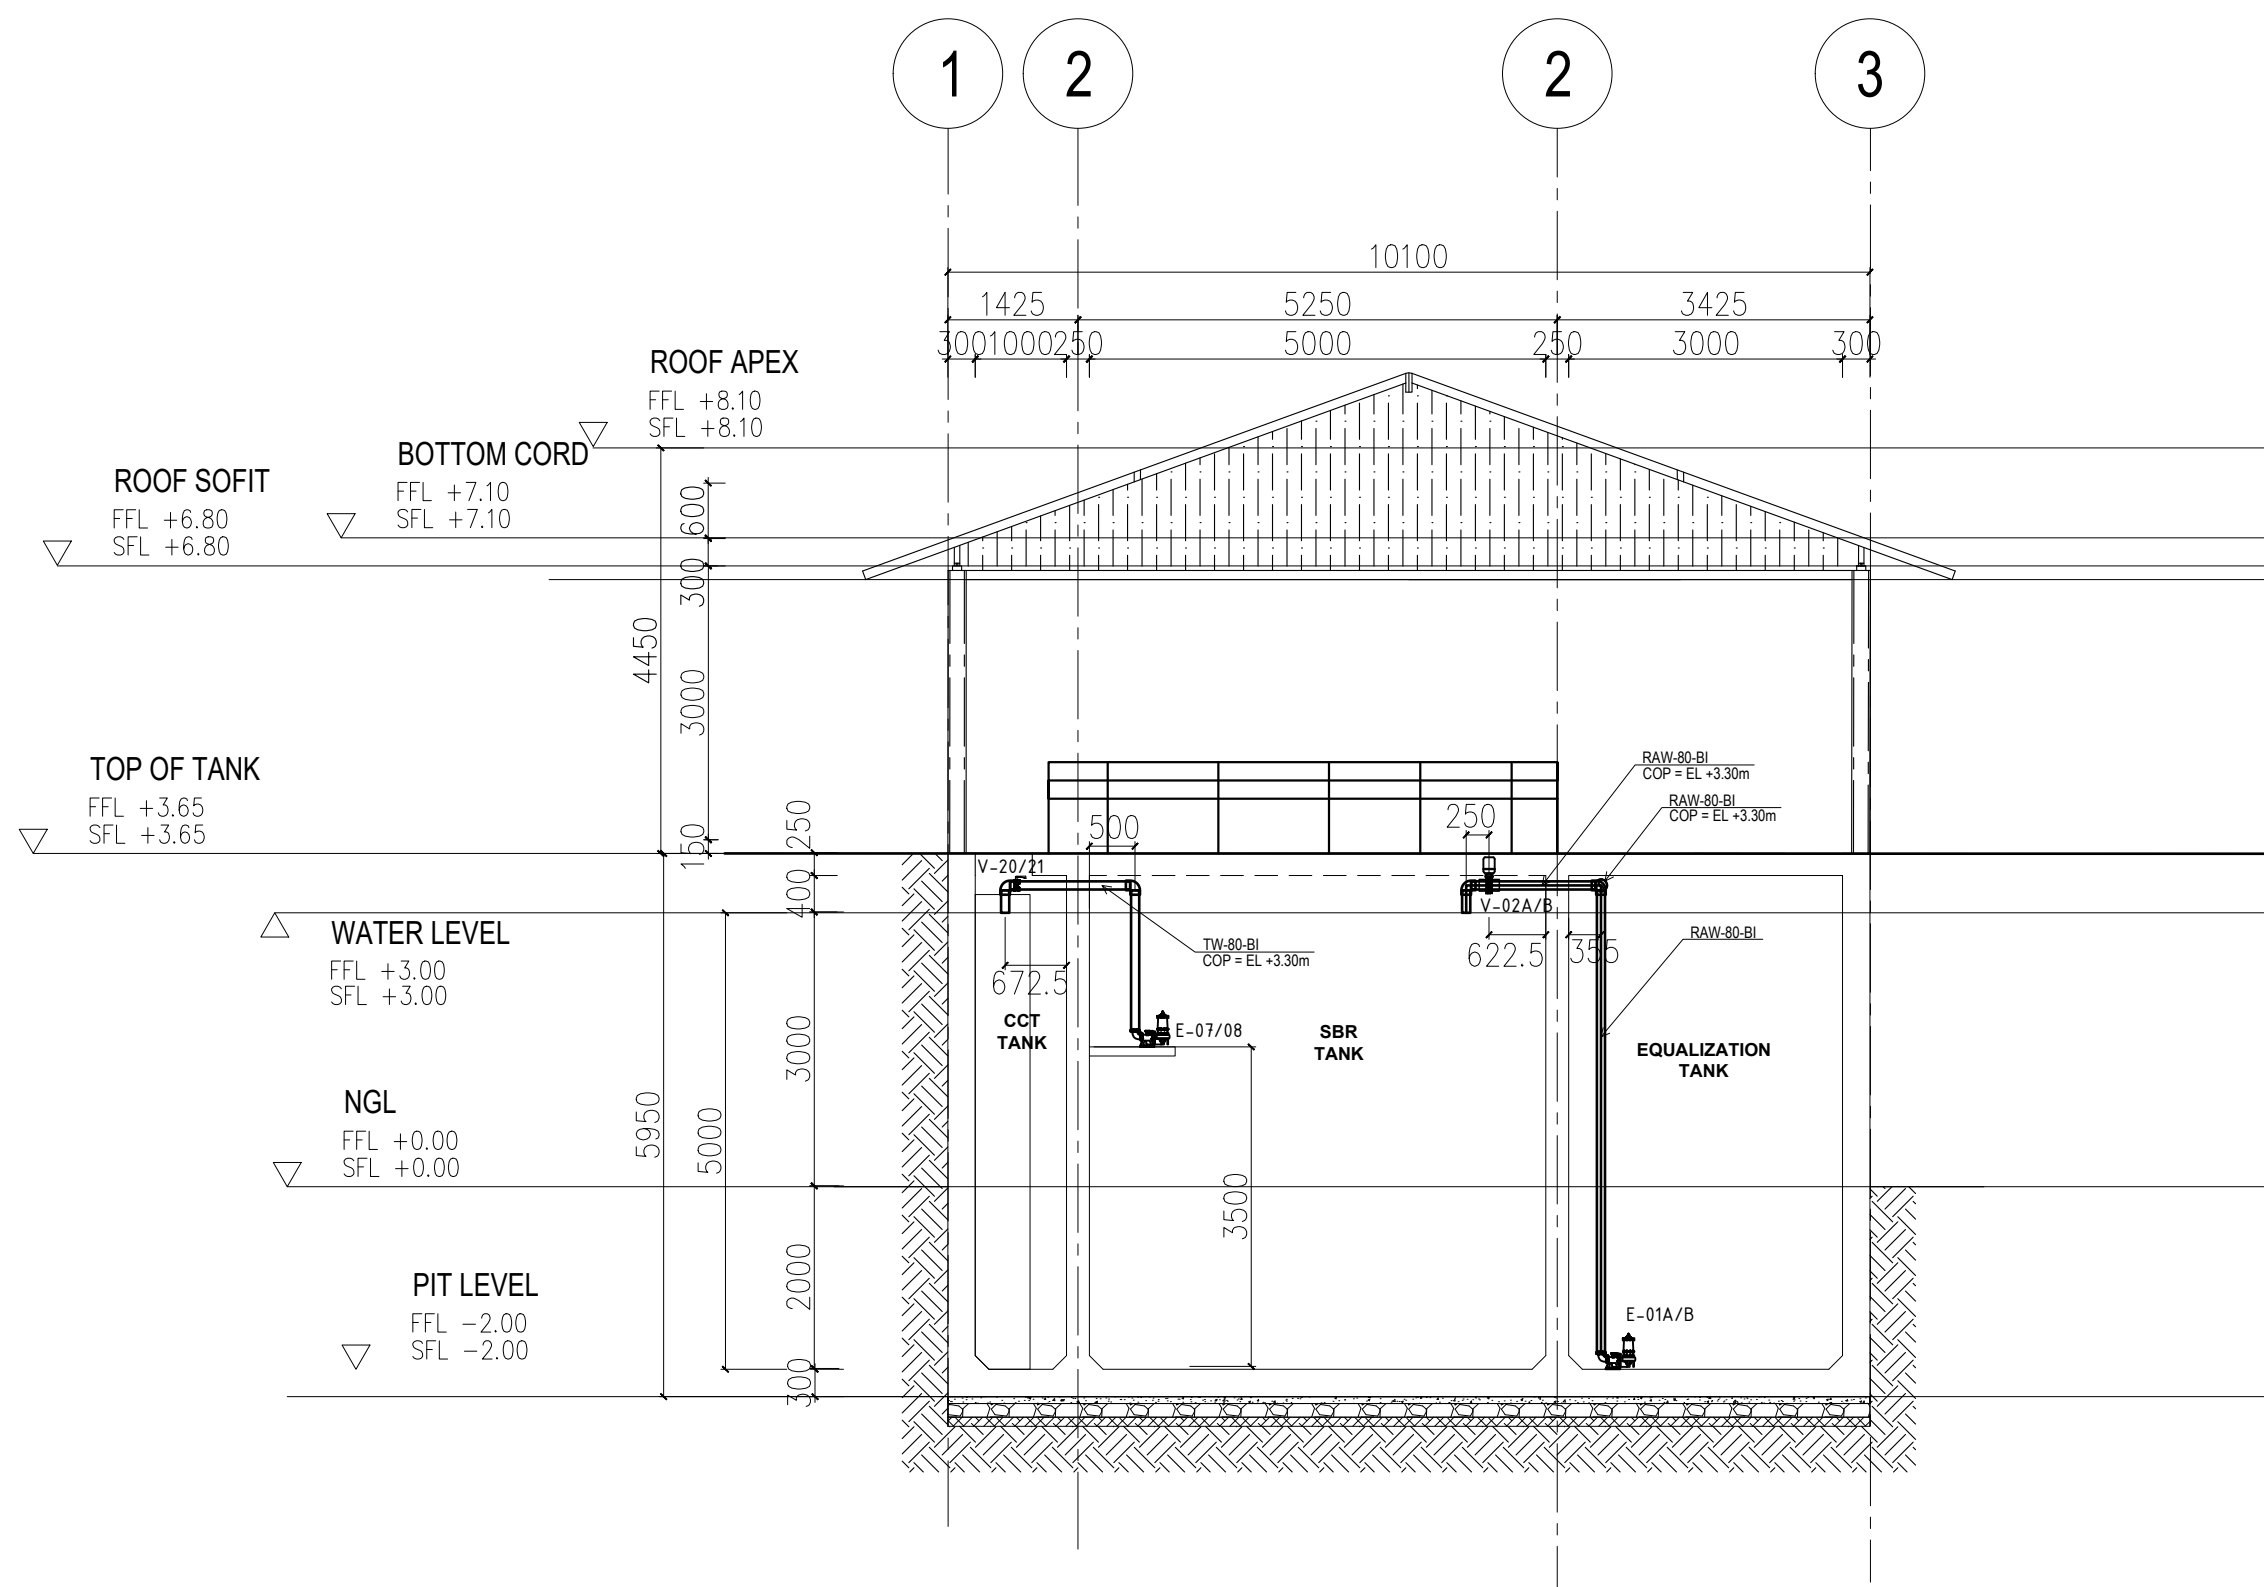 1
2
2
3
10100
1425
5250
3425
300
1000
250
5000
250
3000
300
ROOF APEX
FFL +8.10
SFL +8.10
BOTTOM CORD
FFL +7.10
SFL +7.10
ROOF SOFIT
FFL +6.80
SFL +6.80
600
300
4450
3000
150
250
TOP OF TANK
FFL +3.65
SFL +3.65
RAW-80-BI
COP = EL +3.30m
RAW-80-BI
COP = EL +3.30m
500
250
V-20/21
400
V-02A/B
WATER LEVEL
FFL +3.00
SFL +3.00
TW-80-BI
COP = EL +3.30m
672.5
622.5
355
RAW-80-BI
CCT
TANK
E-07/08
SBR
TANK
EQUALIZATION
TANK
3000
5950
5000
3500
NGL
FFL +0.00
SFL +0.00
2000
PIT LEVEL
FFL -2.00
SFL -2.00
E-01A/B
300